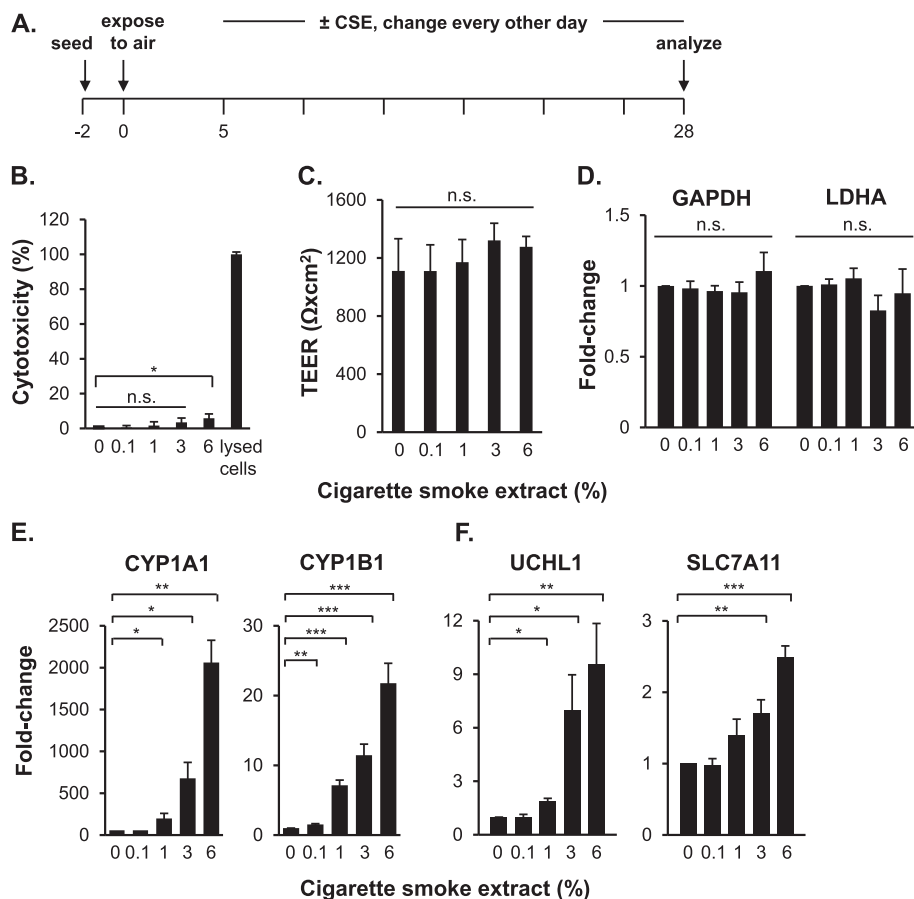 A.
seed
expose
to air
± CSE, change every other day
analyze
-2 0 5 28
B.
Cytotoxicity (%)
120
100
80
60
40
20
0
*
n.s.
0 0.1 1 3 6 lysed
cells
C.
TEER (Ωxcm²)
1600
1200
800
400
0
n.s.
0 0.1 1 3 6
D.
GAPDH LDHA
Fold-change
1.5
1
0.5
0
n.s. n.s.
0 0.1 1 3 6 0 0.1 1 3 6
Cigarette smoke extract (%)
E.
CYP1A1
**
*
*
Fold-change
2500
2000
1500
1000
500
0
0 0.1 1 3 6
CYP1B1
***
***
***
**
30
20
10
0
0 0.1 1 3 6
F.
UCHL1
**
*
*
12
9
6
3
0
0 0.1 1 3 6
SLC7A11
***
**
3
2
1
0
0 0.1 1 3 6
Cigarette smoke extract (%)